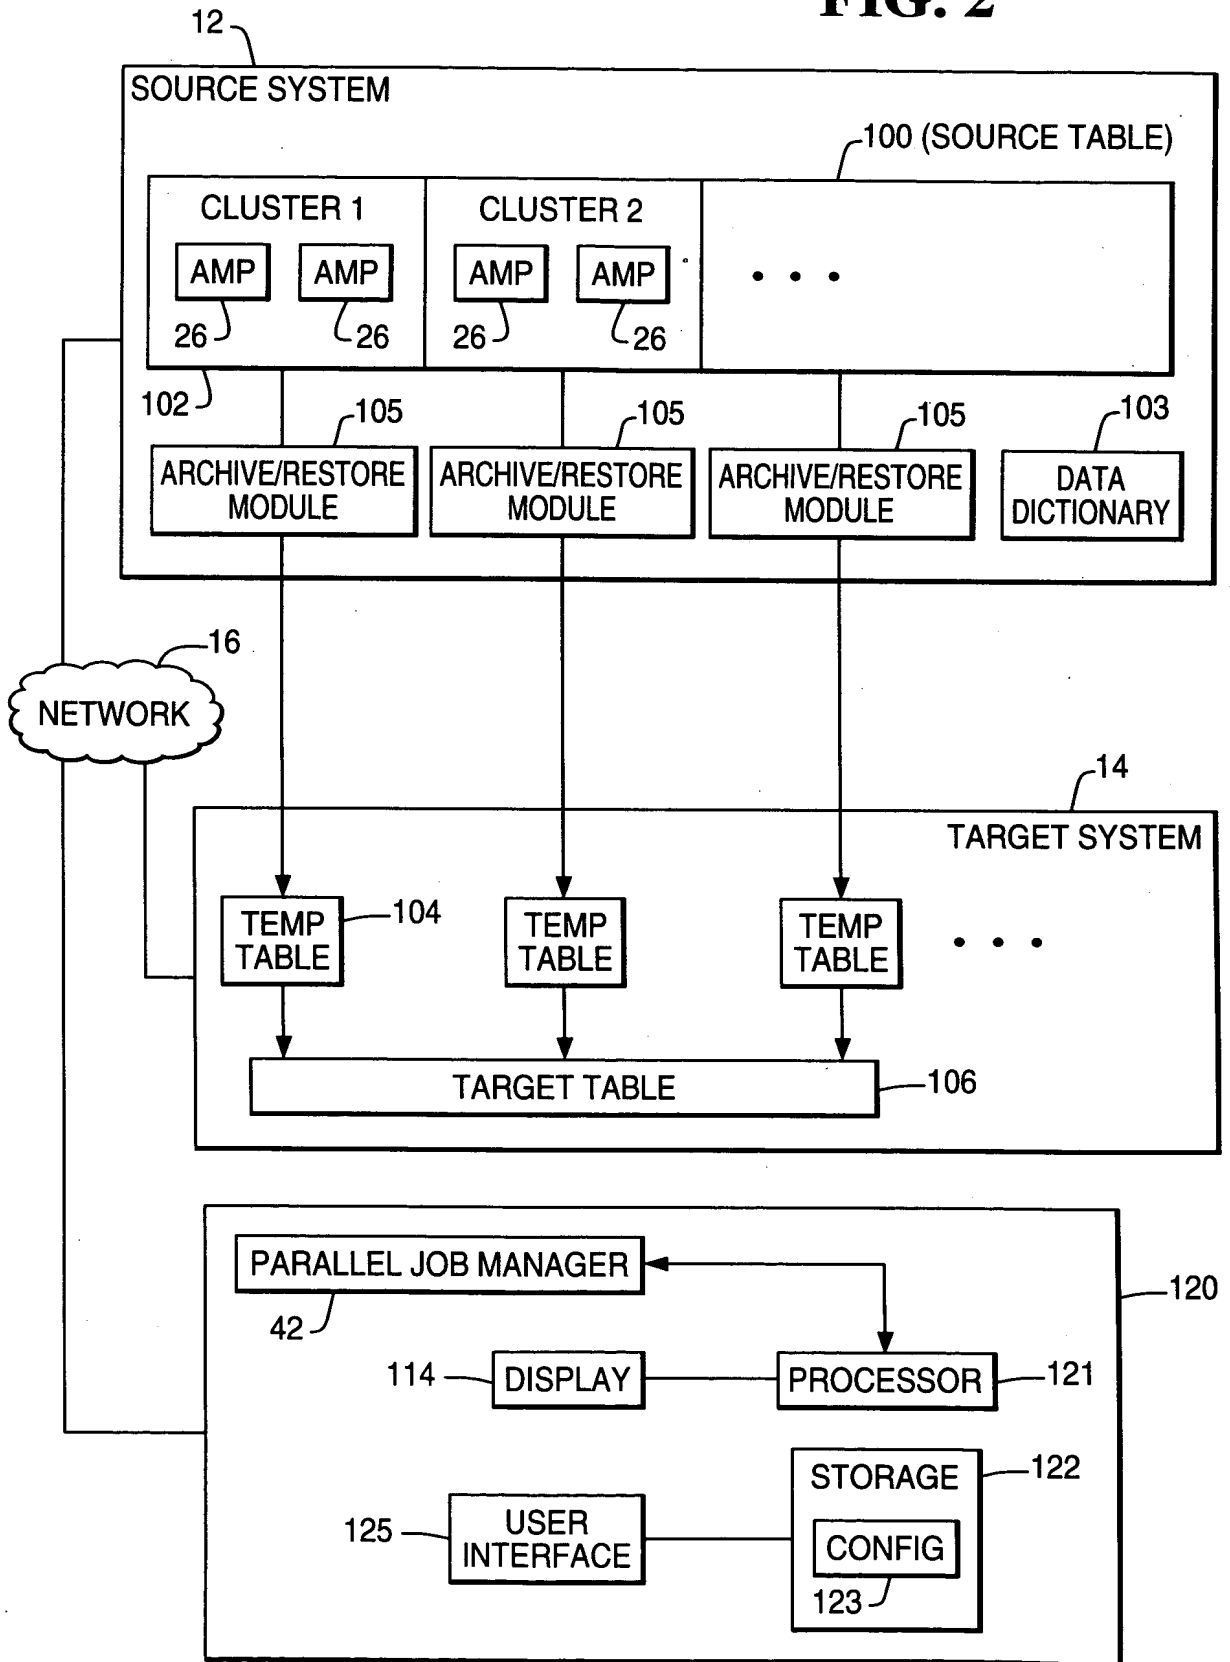 FIG. 2
12
SOURCE SYSTEM
100 (SOURCE TABLE)
CLUSTER 1
CLUSTER 2
AMP
AMP
AMP
AMP
• • •
26
26
26
26
102
105
105
105
103
ARCHIVE/RESTORE
MODULE
ARCHIVE/RESTORE
MODULE
ARCHIVE/RESTORE
MODULE
DATA
DICTIONARY
16
NETWORK
14
TARGET SYSTEM
TEMP
TABLE
104
TEMP
TABLE
TEMP
TABLE
• • •
TARGET TABLE
106
PARALLEL JOB MANAGER
42
120
114
DISPLAY
PROCESSOR
121
STORAGE
122
125
USER
INTERFACE
CONFIG
123